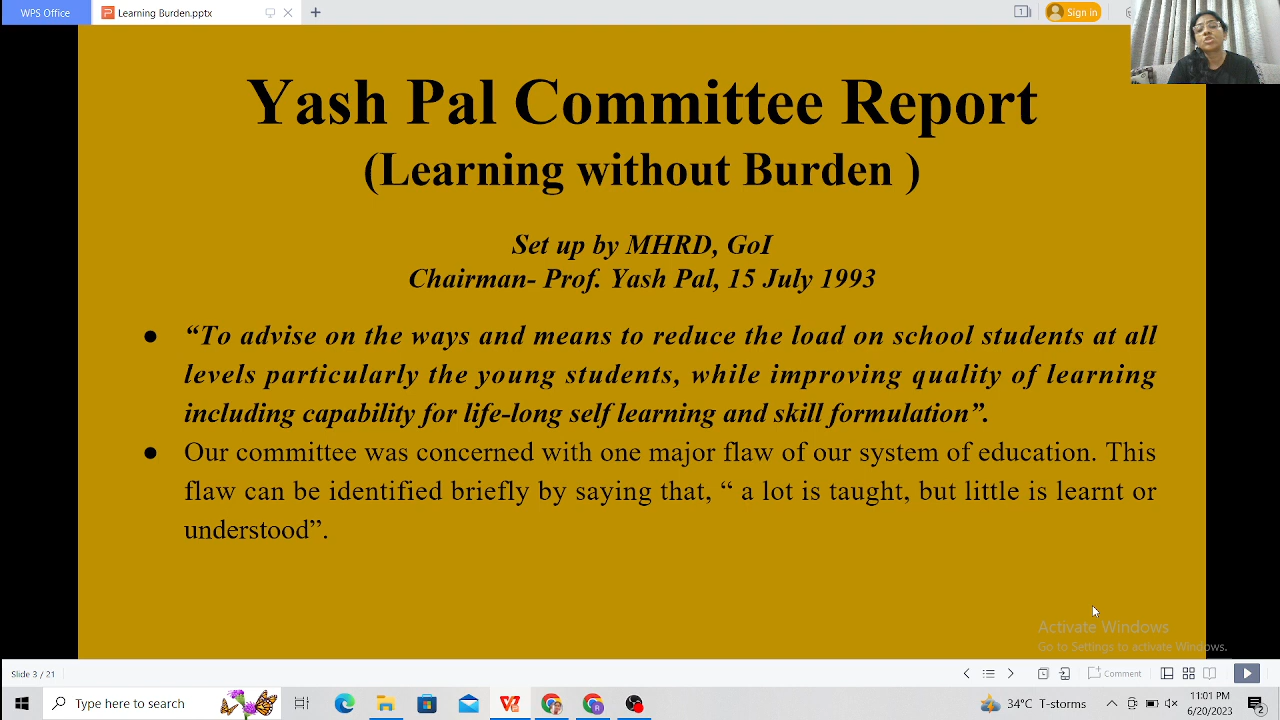 WPS Office
Learning Burden.pptx
+
1
Sign in
Yash Pal Committee Report
(Learning without Burden )
Set up by MHRD, GoI
Chairman- Prof. Yash Pal, 15 July 1993
● “To advise on the ways and means to reduce the load on school students at all
levels particularly the young students, while improving quality of learning
including capability for life-long self learning and skill formulation”.
● Our committee was concerned with one major flaw of our system of education. This
flaw can be identified briefly by saying that, “ a lot is taught, but little is learnt or
understood”.
Activate Windows
Go to Settings to activate Windows.
Slide 3 / 21
Comment
Type here to search
34°C T-storms
11:01 PM
6/20/2023
2